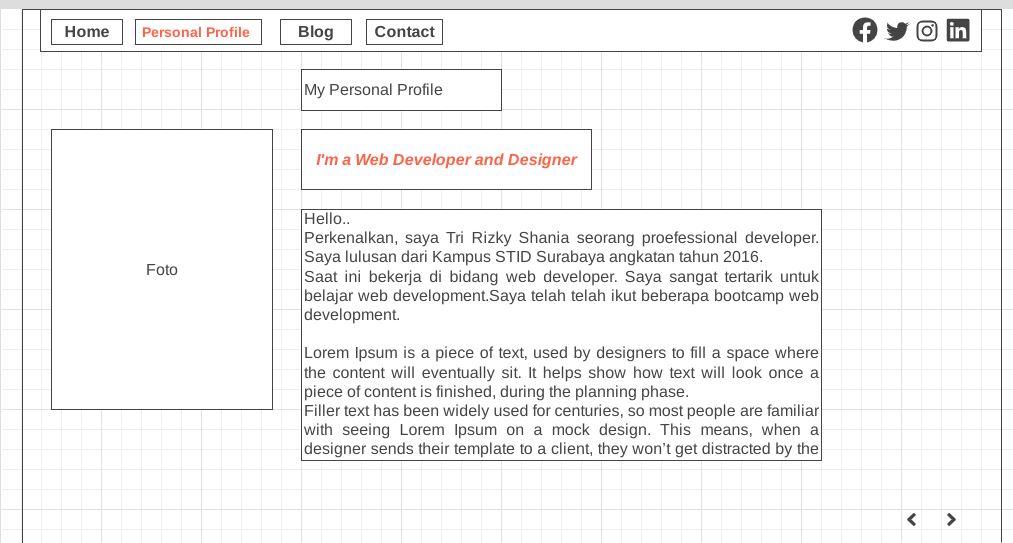 Home Personal Profile Blog Contact
My Personal Profile
I'm a Web Developer and Designer
Foto
Hello..
Perkenalkan, saya Tri Rizky Shania seorang proefessional developer.
Saya lulusan dari Kampus STID Surabaya angkatan tahun 2016.
Saat ini bekerja di bidang web developer. Saya sangat tertarik untuk
belajar web development.Saya telah telah ikut beberapa bootcamp web
development.
Lorem Ipsum is a piece of text, used by designers to fill a space where
the content will eventually sit. It helps show how text will look once a
piece of content is finished, during the planning phase.
Filler text has been widely used for centuries, so most people are familiar
with seeing Lorem Ipsum on a mock design. This means, when a
designer sends their template to a client, they won’t get distracted by the